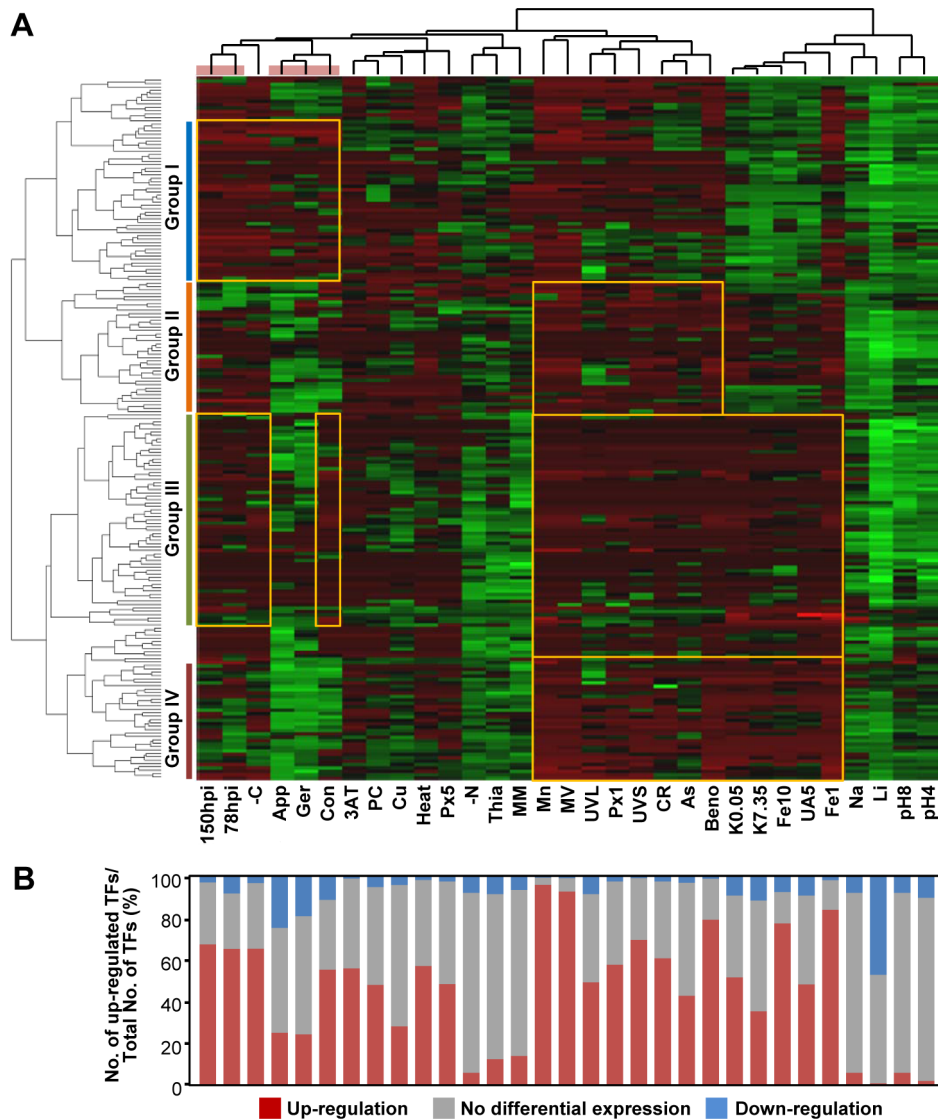 A
Group I
Group II
Group III
Group IV
150hpi 78hpi -C App Ger Con 3AT PC Cu Heat Px5 -N Thia MM Mn MV UVL Px1 UVS CR As Beno K0.05 K7.35 Fe10 UA5 Fe1 Na Li pH8 pH4
B
No. of up-regulated TFs/
Total No. of TFs (%)
100
80
60
40
20
0
Up-regulation No differential expression Down-regulation